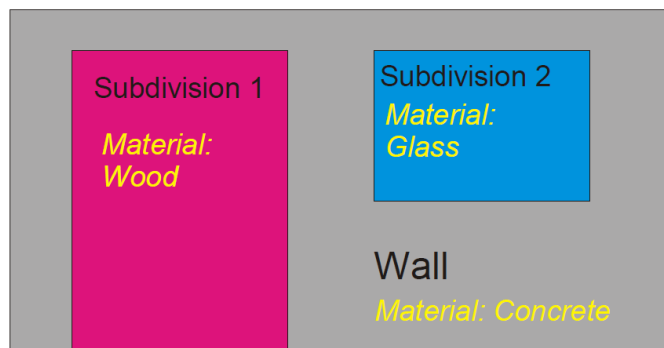 Subdivision 1
Material:
Wood
Subdivision 2
Material:
Glass
Wall
Material: Concrete